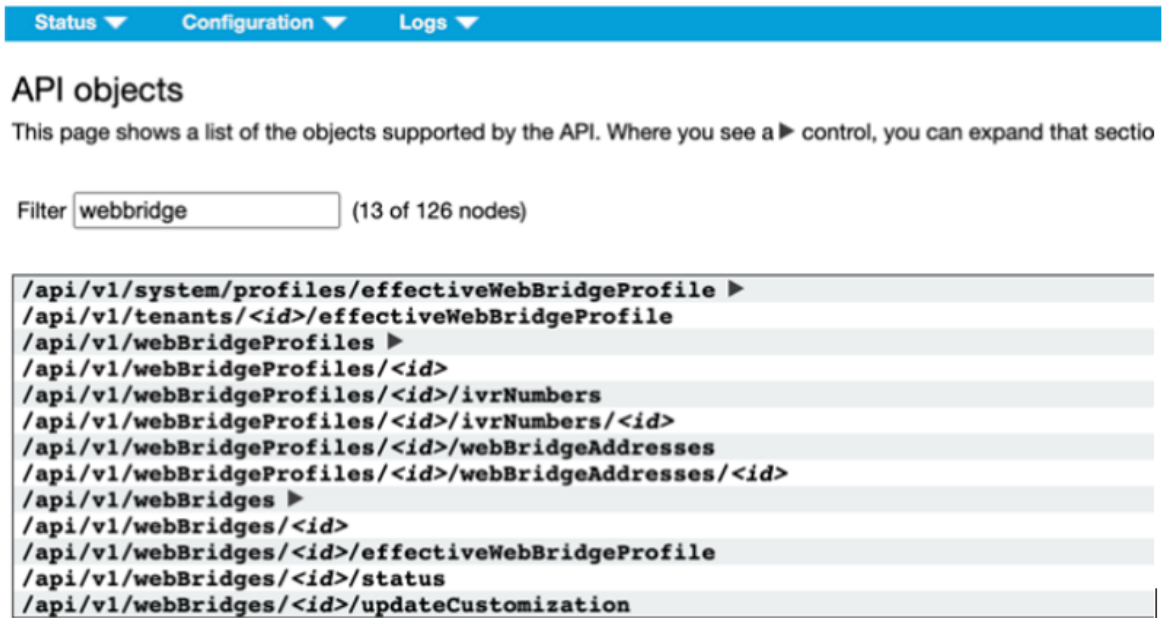 Status Configuration Logs
API objects
This page shows a list of the objects supported by the API. Where you see a ▶ control, you can expand that sectio
Filter webbridge (13 of 126 nodes)
/api/v1/system/profiles/effectiveWebBridgeProfile ▶
/api/v1/tenants/<id>/effectiveWebBridgeProfile
/api/v1/webBridgeProfiles ▶
/api/v1/webBridgeProfiles/<id>
/api/v1/webBridgeProfiles/<id>/ivrNumbers
/api/v1/webBridgeProfiles/<id>/ivrNumbers/<id>
/api/v1/webBridgeProfiles/<id>/webBridgeAddresses
/api/v1/webBridgeProfiles/<id>/webBridgeAddresses/<id>
/api/v1/webBridges ▶
/api/v1/webBridges/<id>
/api/v1/webBridges/<id>/effectiveWebBridgeProfile
/api/v1/webBridges/<id>/status
/api/v1/webBridges/<id>/updateCustomization